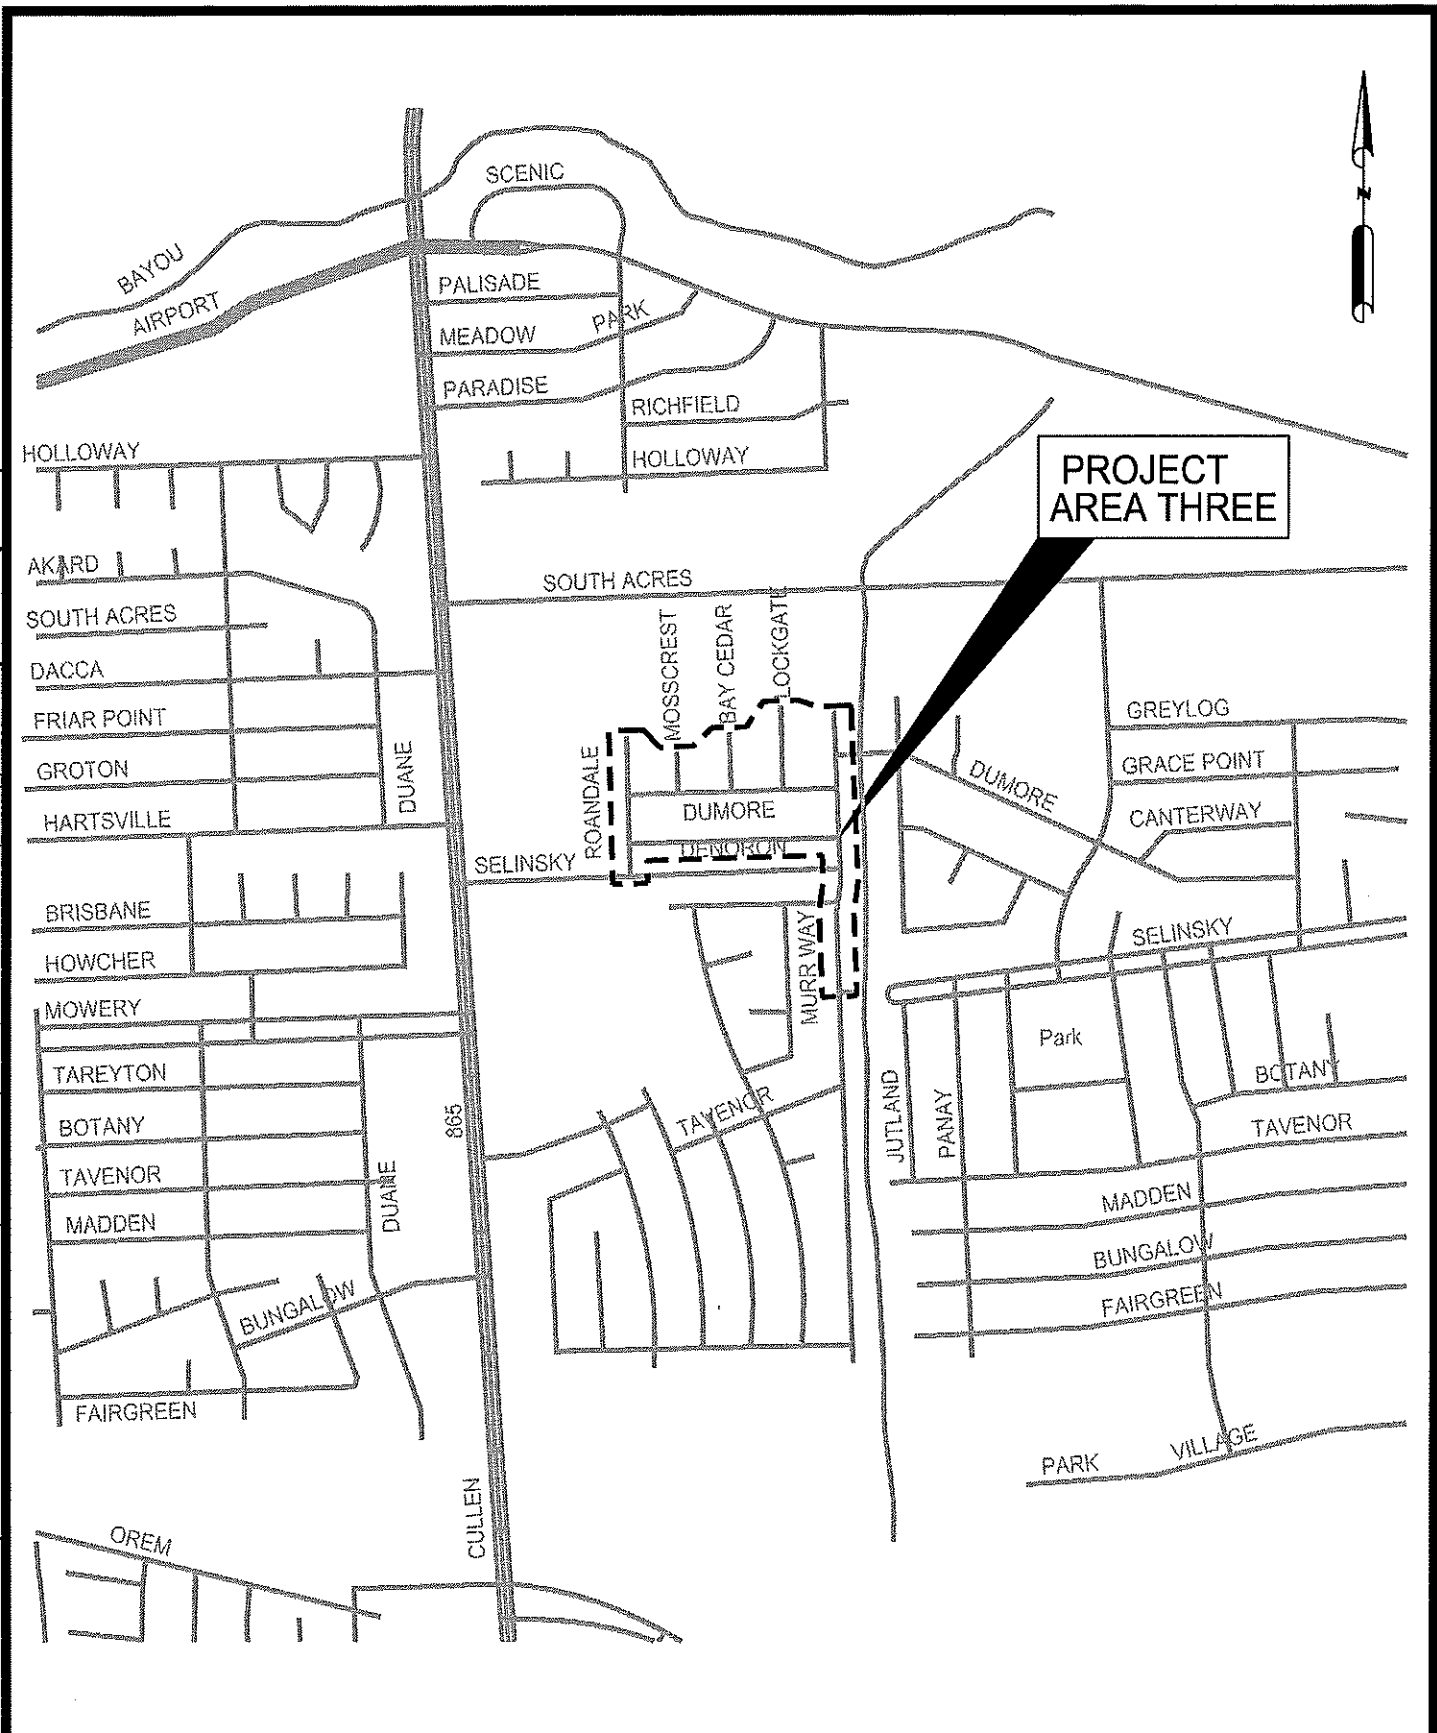 SCENIC
BAYOU
AIRPORT
PALISADE
MEADOW
PARK
PARADISE
RICHFIELD
HOLLOWAY
HOLLOWAY
N
PROJECT
AREA THREE
AKARD
SOUTH ACRES
SOUTH ACRES
DACCA
FRIAR POINT
GROTON
HARTSVILLE
DUANE
MOSSCREST
BAY CEDAR
LOCKGATE
ROANDALE
DUMORE
DENORON
SELINSKY
GREYLOG
GRACE POINT
DUMORE
CANTERWAY
BRISBANE
HOWCHER
MOWERY
MURR WAY
SELINSKY
Park
TAREYTON
BOTANY
TAVENOR
MADDEN
DUANE
865
TAVENOR
JUTLAND
PANAY
BOTANY
TAVENOR
MADDEN
BUNGALOW
FAIRGREEN
BUNGALOW
FAIRGREEN
CULLEN
PARK VILLAGE
OREM